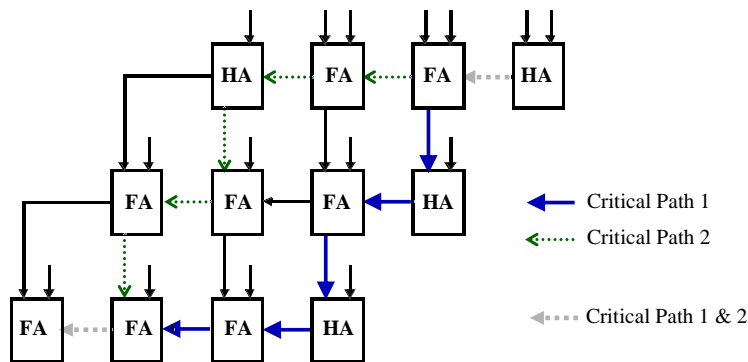 HA FA FA HA
FA FA FA HA
Critical Path 1
Critical Path 2
FA FA FA HA
Critical Path 1 & 2